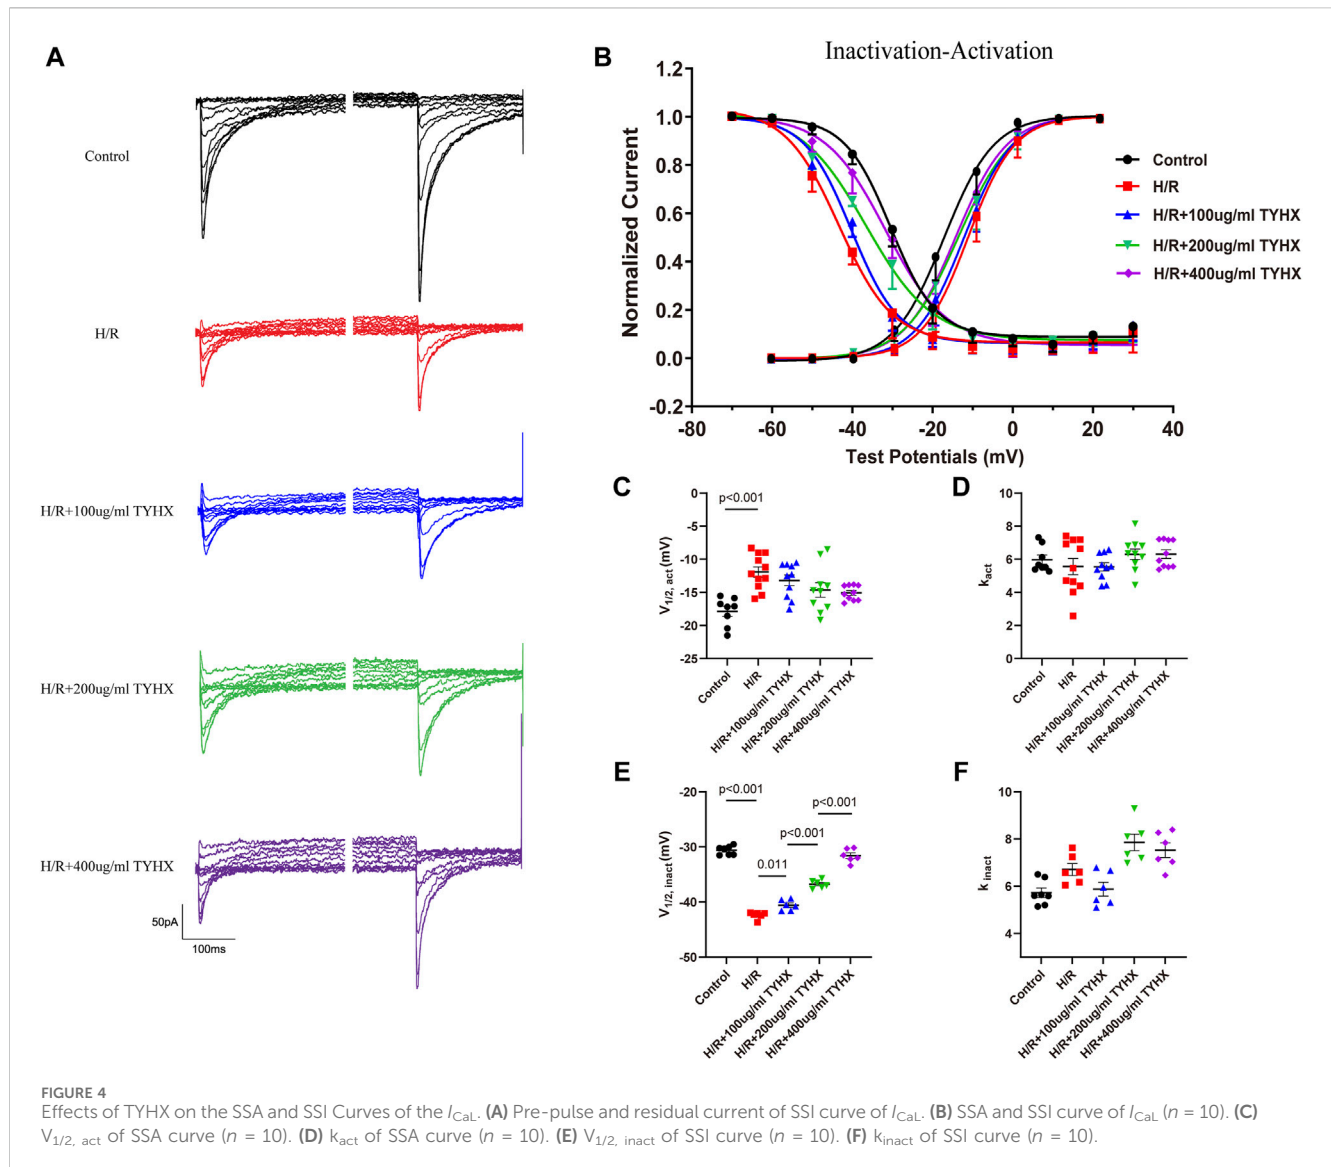 A
Control
H/R
H/R+100ug/ml TYHX
H/R+200ug/ml TYHX
H/R+400ug/ml TYHX
50pA
100ms
B
Inactivation-Activation
Normalized Current
1.2
1.0
0.8
0.6
0.4
0.2
0.0
-0.2
-80
-60
-40
-20
0
20
40
Test Potentials (mV)
Control
H/R
H/R+100ug/ml TYHX
H/R+200ug/ml TYHX
H/R+400ug/ml TYHX
C
V1/2, act (mV)
0
-5
-10
-15
-20
-25
p<0.001
Control
H/R
H/R+100ug/ml TYHX
H/R+200ug/ml TYHX
H/R+400ug/ml TYHX
D
kact
10
8
6
4
2
0
Control
H/R
H/R+100ug/ml TYHX
H/R+200ug/ml TYHX
H/R+400ug/ml TYHX
E
V1/2, inact (mV)
-20
-30
-40
-50
p<0.001
0.011
p<0.001
p<0.001
Control
H/R
H/R+100ug/ml TYHX
H/R+200ug/ml TYHX
H/R+400ug/ml TYHX
F
k inact
10
8
6
4
Control
H/R
H/R+100ug/ml TYHX
H/R+200ug/ml TYHX
H/R+400ug/ml TYHX
FIGURE 4
Effects of TYHX on the SSA and SSI Curves of the ICaL. (A) Pre-pulse and residual current of SSI curve of ICaL. (B) SSA and SSI curve of ICaL (n = 10). (C)
V1/2, act of SSA curve (n = 10). (D) kact of SSA curve (n = 10). (E) V1/2, inact of SSI curve (n = 10). (F) kinact of SSI curve (n = 10).